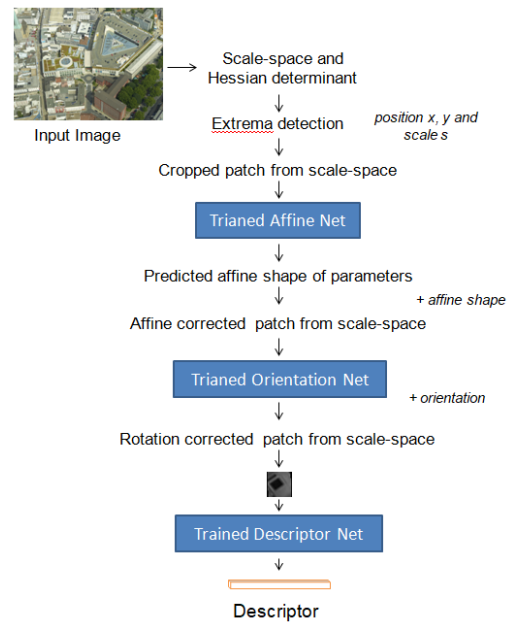 Scale-space and
Hessian determinant
Input Image
Extrema detection
position x, y and
scale s
Cropped patch from scale-space
Trianed Affine Net
Predicted affine shape of parameters
+ affine shape
Affine corrected patch from scale-space
Trianed Orientation Net
+ orientation
Rotation corrected patch from scale-space
Trained Descriptor Net
Descriptor